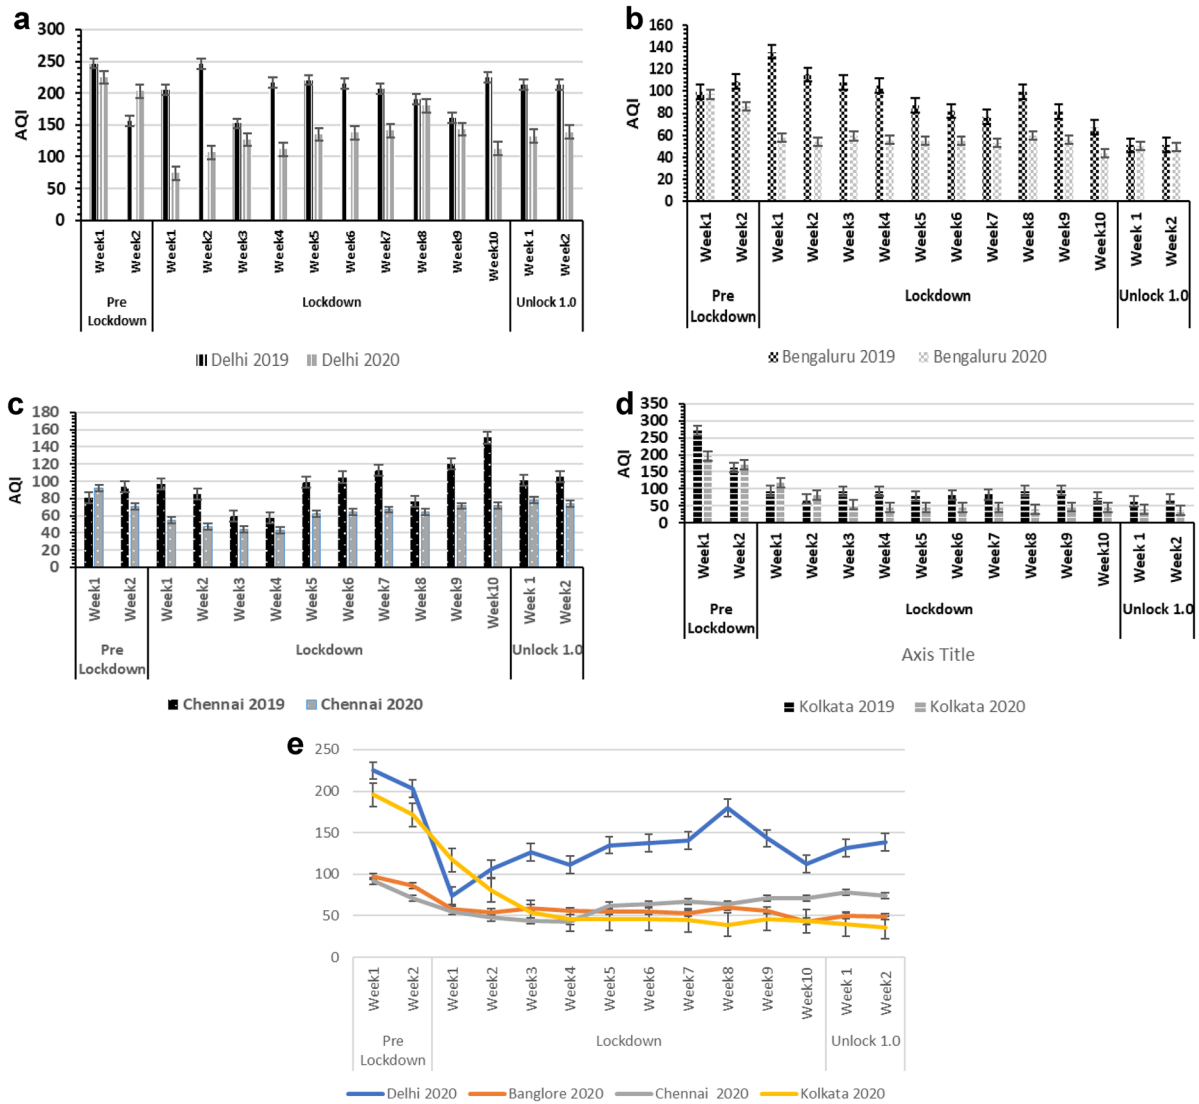 a
300
250
200
150
100
50
0
AQI
Week1
Week2
Week1
Week2
Week3
Week4
Week5
Week6
Week7
Week8
Week9
Week10
Week 1
Week2
Pre
Lockdown
Lockdown
Unlock 1.0
Delhi 2019
Delhi 2020
b
160
140
120
100
80
60
40
20
0
AQI
Week1
Week2
Week1
Week2
Week3
Week4
Week5
Week6
Week7
Week8
Week9
Week10
Week 1
Week2
Pre
Lockdown
Lockdown
Unlock 1.0
Bengaluru 2019
Bengaluru 2020
c
180
160
140
120
100
80
60
40
20
0
AQI
Week1
Week2
Week1
Week2
Week3
Week4
Week5
Week6
Week7
Week8
Week9
Week10
Week 1
Week2
Pre
Lockdown
Lockdown
Unlock 1.0
Chennai 2019
Chennai 2020
d
350
300
250
200
150
100
50
0
AQI
Week1
Week2
Week1
Week2
Week3
Week4
Week5
Week6
Week7
Week8
Week9
Week10
Week 1
Week2
Pre
Lockdown
Lockdown
Unlock 1.0
Axis Title
Kolkata 2019
Kolkata 2020
e
250
200
150
100
50
0
Week1
Week2
Week1
Week2
Week3
Week4
Week5
Week6
Week7
Week8
Week9
Week10
Week 1
Week2
Pre
Lockdown
Lockdown
Unlock 1.0
Delhi 2020
Banglore 2020
Chennai 2020
Kolkata 2020